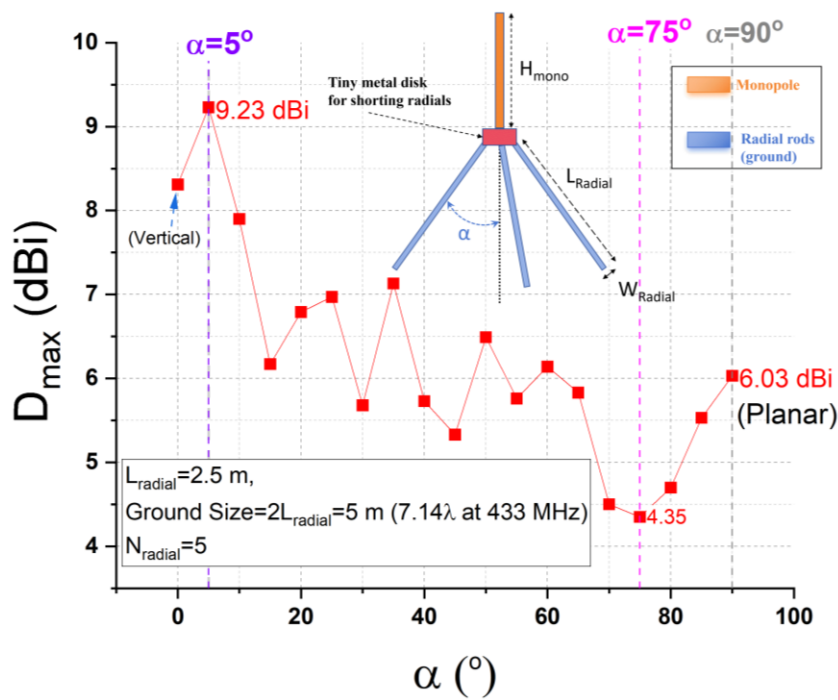 α=5°
α=75°
α=90°
10
9
8
7
6
5
4
D_max (dBi)
9.23 dBi
(Vertical)
Tiny metal disk
for shorting radials
H_mono
L_Radial
W_Radial
α
Monopole
Radial rods
(ground)
6.03 dBi
(Planar)
4.35
L_radial=2.5 m,
Ground Size=2L_radial=5 m (7.14λ at 433 MHz)
N_radial=5
0
20
40
60
80
100
α (°)